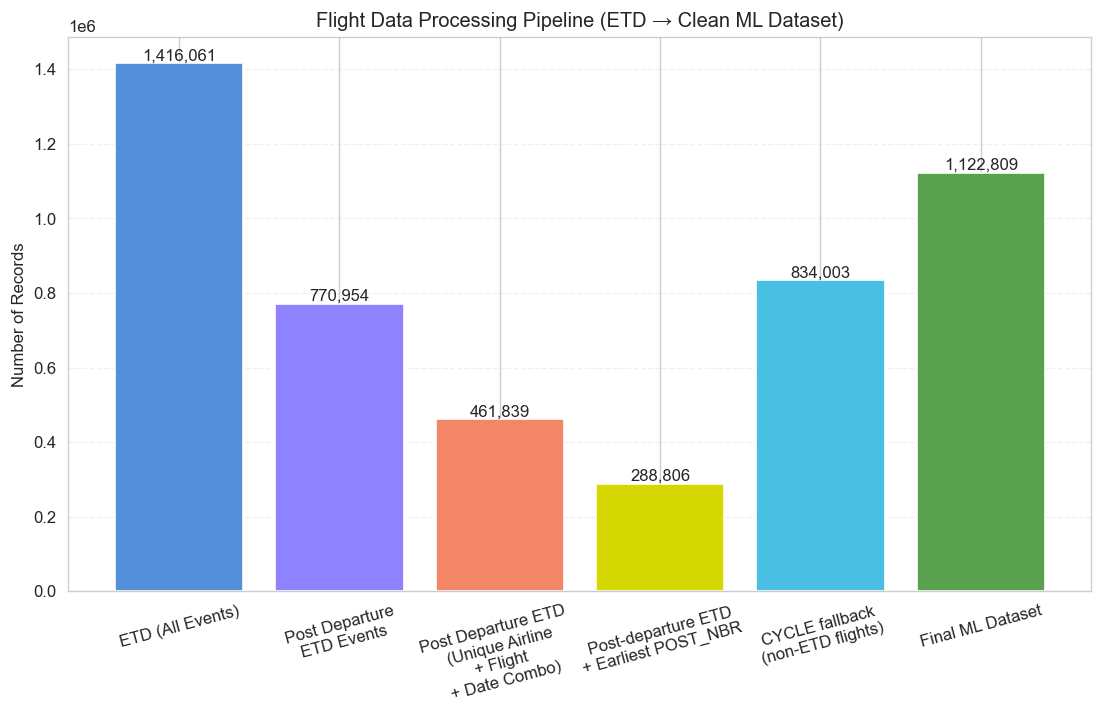 Flight Data Processing Pipeline (ETD → Clean ML Dataset)
1e6
Number of Records
1.4
1.2
1.0
0.8
0.6
0.4
0.2
0.0
1,416,061
770,954
461,839
288,806
834,003
1,122,809
ETD (All Events)
Post Departure
ETD Events
Post Departure ETD
(Unique Airline
+ Flight
+ Date Combo)
Post-departure ETD
+ Earliest POST_NBR
CYCLE fallback
(non-ETD flights)
Final ML Dataset